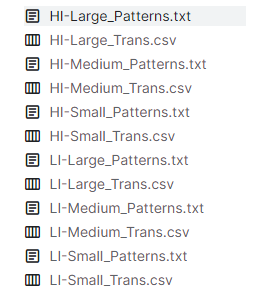 HI-Large_Patterns.txt
HI-Large_Trans.csv
HI-Medium_Patterns.txt
HI-Medium_Trans.csv
HI-Small_Patterns.txt
HI-Small_Trans.csv
LI-Large_Patterns.txt
LI-Large_Trans.csv
LI-Medium_Patterns.txt
LI-Medium_Trans.csv
LI-Small_Patterns.txt
LI-Small_Trans.csv